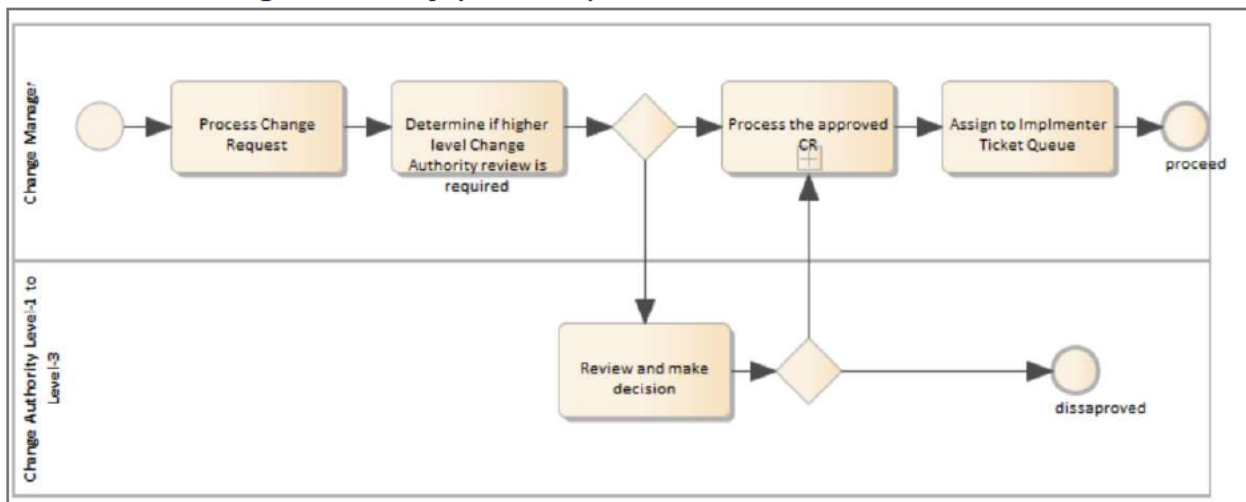 Change Manager
Process Change
Request
Determine if higher
level Change
Authority review is
required
Process the approved
CR
Assign to Implmenter
Ticket Queue
proceed
Change Authority Level-1 to
Level-3
Review and make
decision
dissaproved